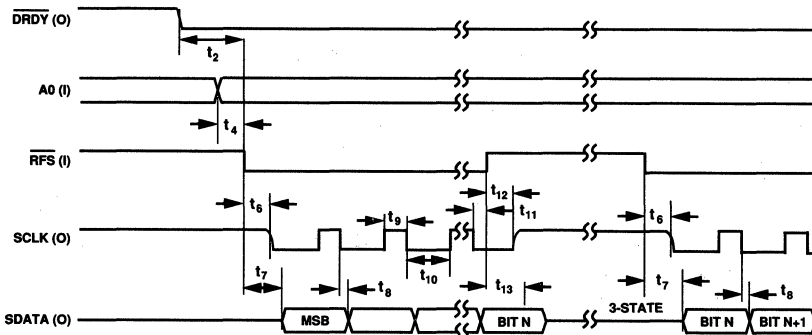 DRDY (O)
t2
A0 (I)
t4
RFS (I)
t12
t6
t9
t11
t6
SCLK (O)
t10
t7
t8
t13
t7
t8
3-STATE
SDATA (O)
MSB
BIT N
BIT N
BIT N+1